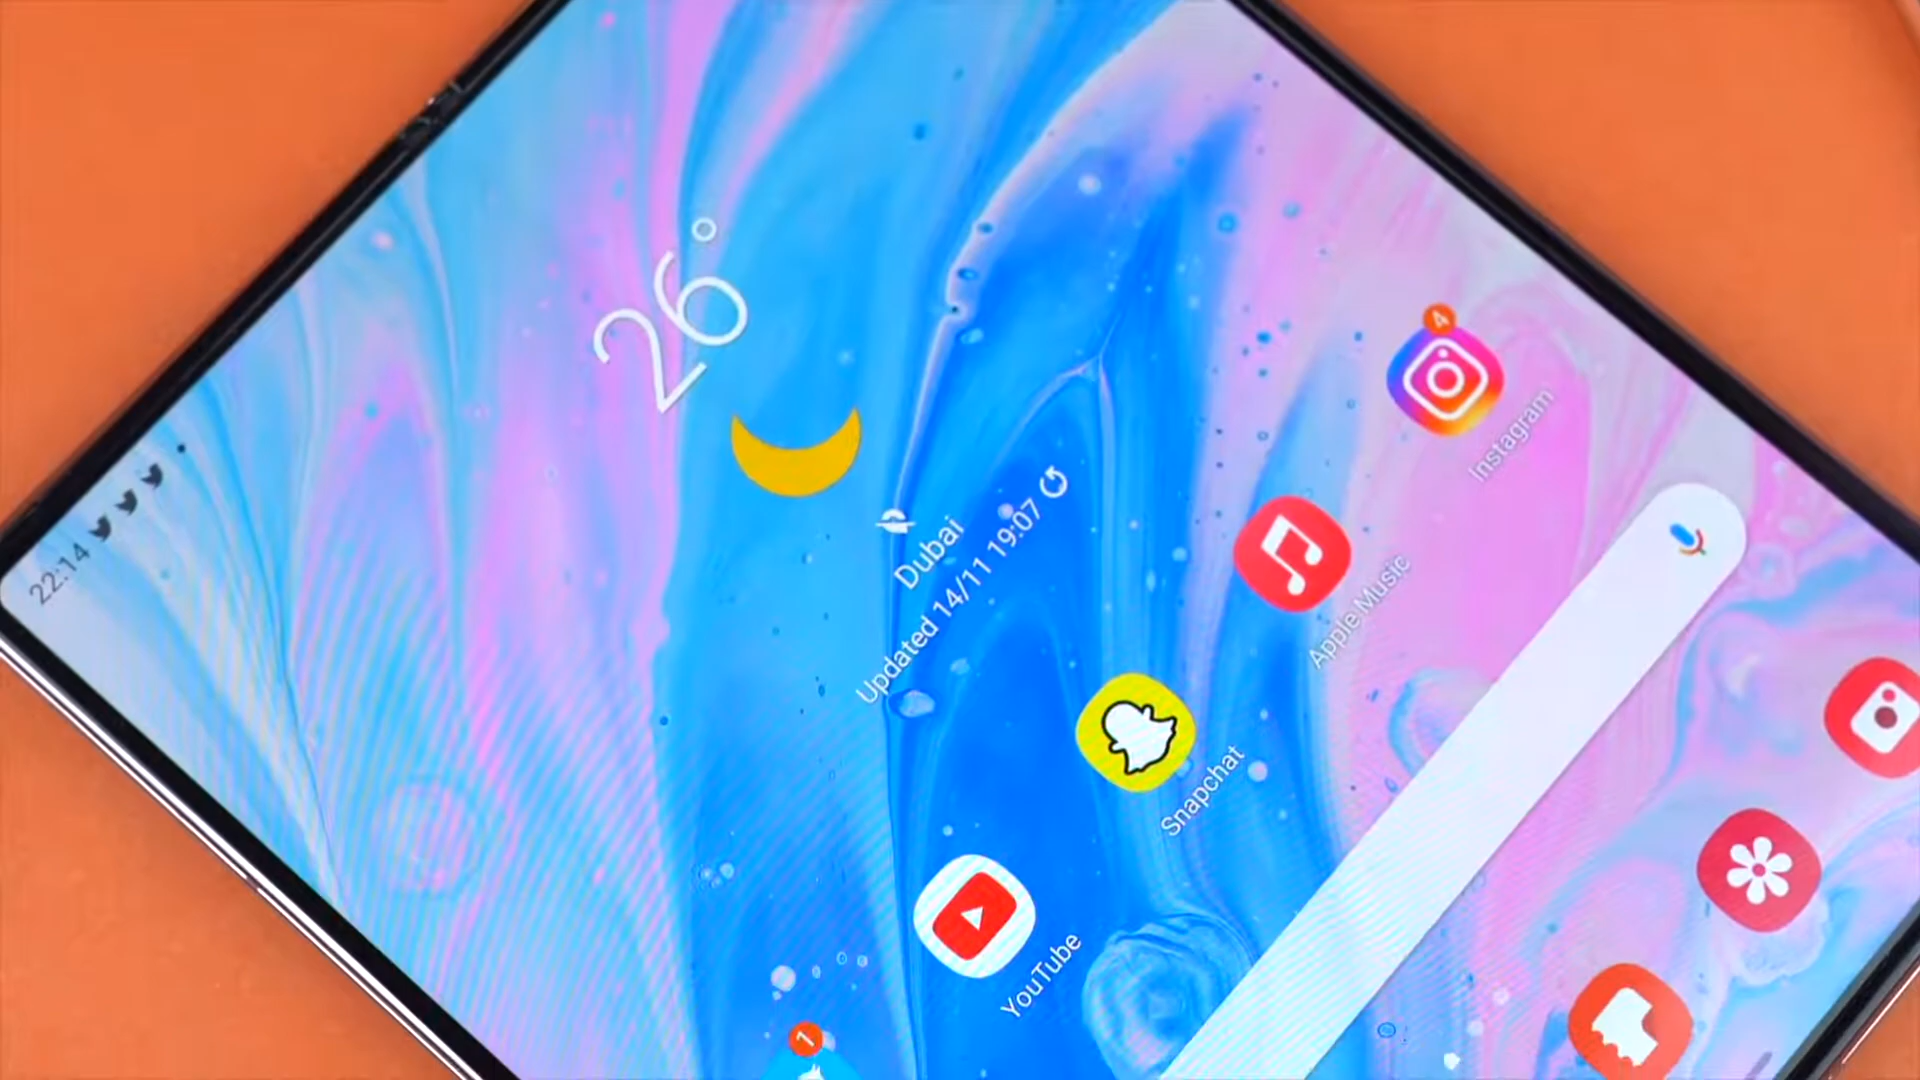 22:14
26°
Dubai
Updated 14/11 19:07
4
Instagram
Apple Music
Snapchat
YouTube
1